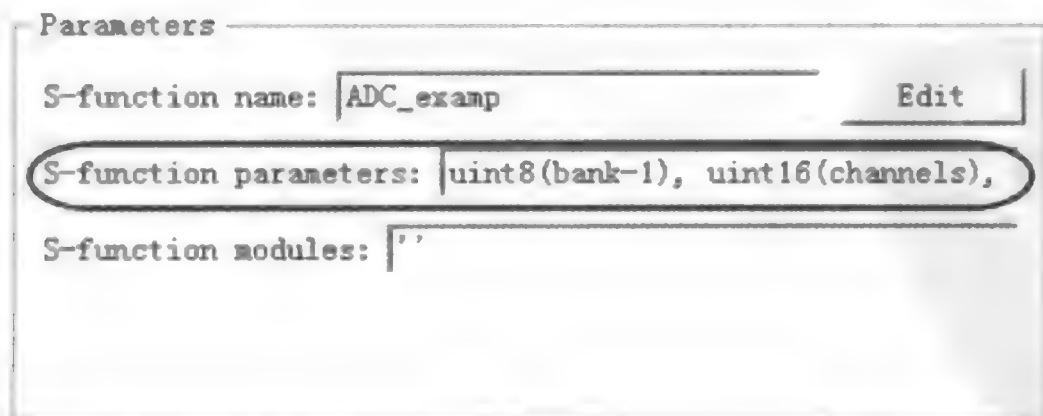 Parameters
S-function name: ADC_examp Edit
S-function parameters: uint8(bank-1), uint16(channels),
S-function modules: ''